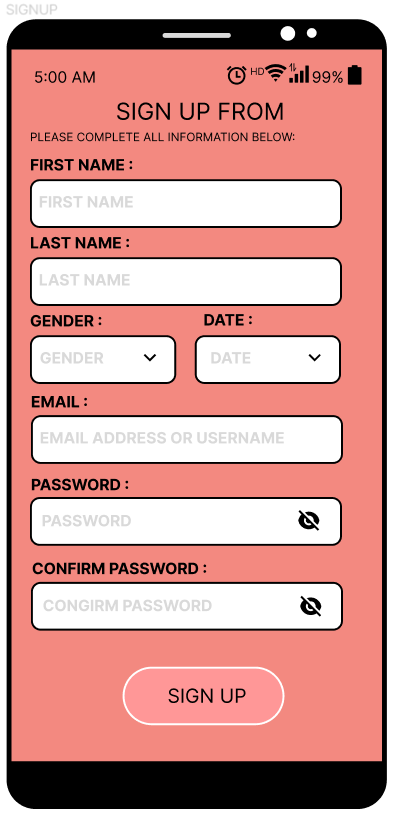 SIGNUP
5:00 AM HD 99%
SIGN UP FROM
PLEASE COMPLETE ALL INFORMATION BELOW:
FIRST NAME :
FIRST NAME
LAST NAME :
LAST NAME
GENDER : DATE :
GENDER DATE
EMAIL :
EMAIL ADDRESS OR USERNAME
PASSWORD :
PASSWORD
CONFIRM PASSWORD :
CONGIRM PASSWORD
SIGN UP